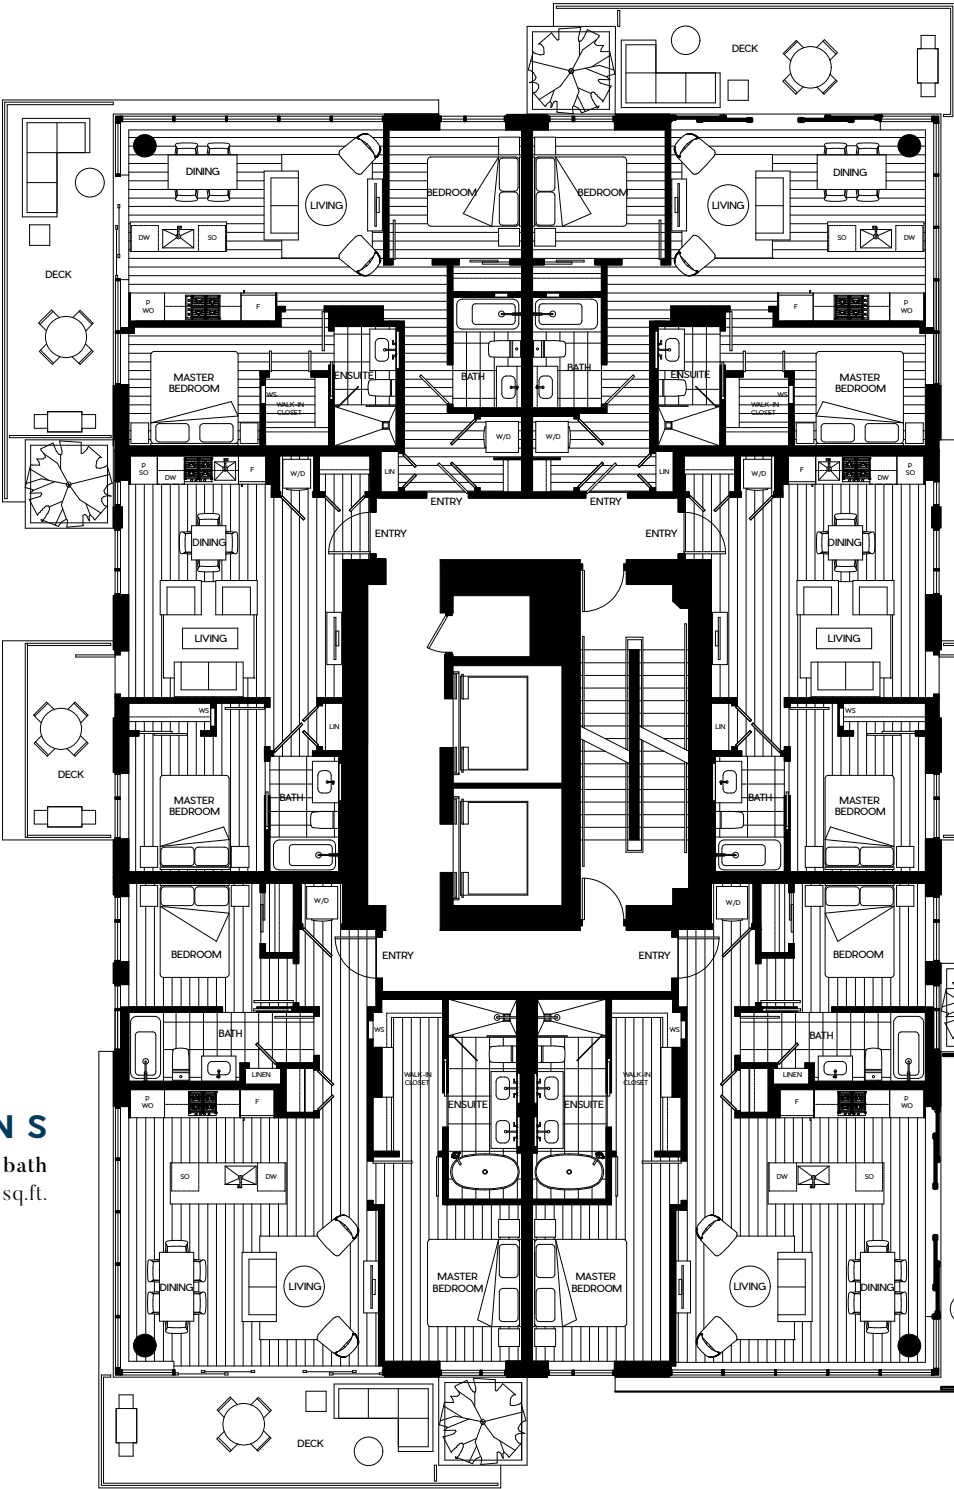 DECK
DINING
LIVING
BEDROOM
BEDROOM
LIVING
DINING
DW
SO
SO
DW
DECK
P
WO
F
F
P
WO
MASTER
BEDROOM
ENSUITE
BATH
BATH
ENSUITE
MASTER
BEDROOM
WS
WALK-IN
CLOSET
WS
WALK-IN
CLOSET
W/D
W/D
P
SO
DW
F
W/D
LIN
LIN
W/D
F
DW
P
SO
ENTRY
ENTRY
ENTRY
ENTRY
DINING
DINING
LIVING
LIVING
WS
LIN
LIN
WS
DECK
MASTER
BEDROOM
BATH
BATH
MASTER
BEDROOM
W/D
W/D
BEDROOM
ENTRY
ENTRY
BEDROOM
BATH
WS
WS
BATH
LINEN
WALK-IN
CLOSET
WALK-IN
CLOSET
LINEN
P
WO
F
ENSUITE
ENSUITE
F
P
WO
N S
bath
sq.ft.
SO
DW
DW
SO
DINING
LIVING
MASTER
BEDROOM
MASTER
BEDROOM
LIVING
DINING
DECK